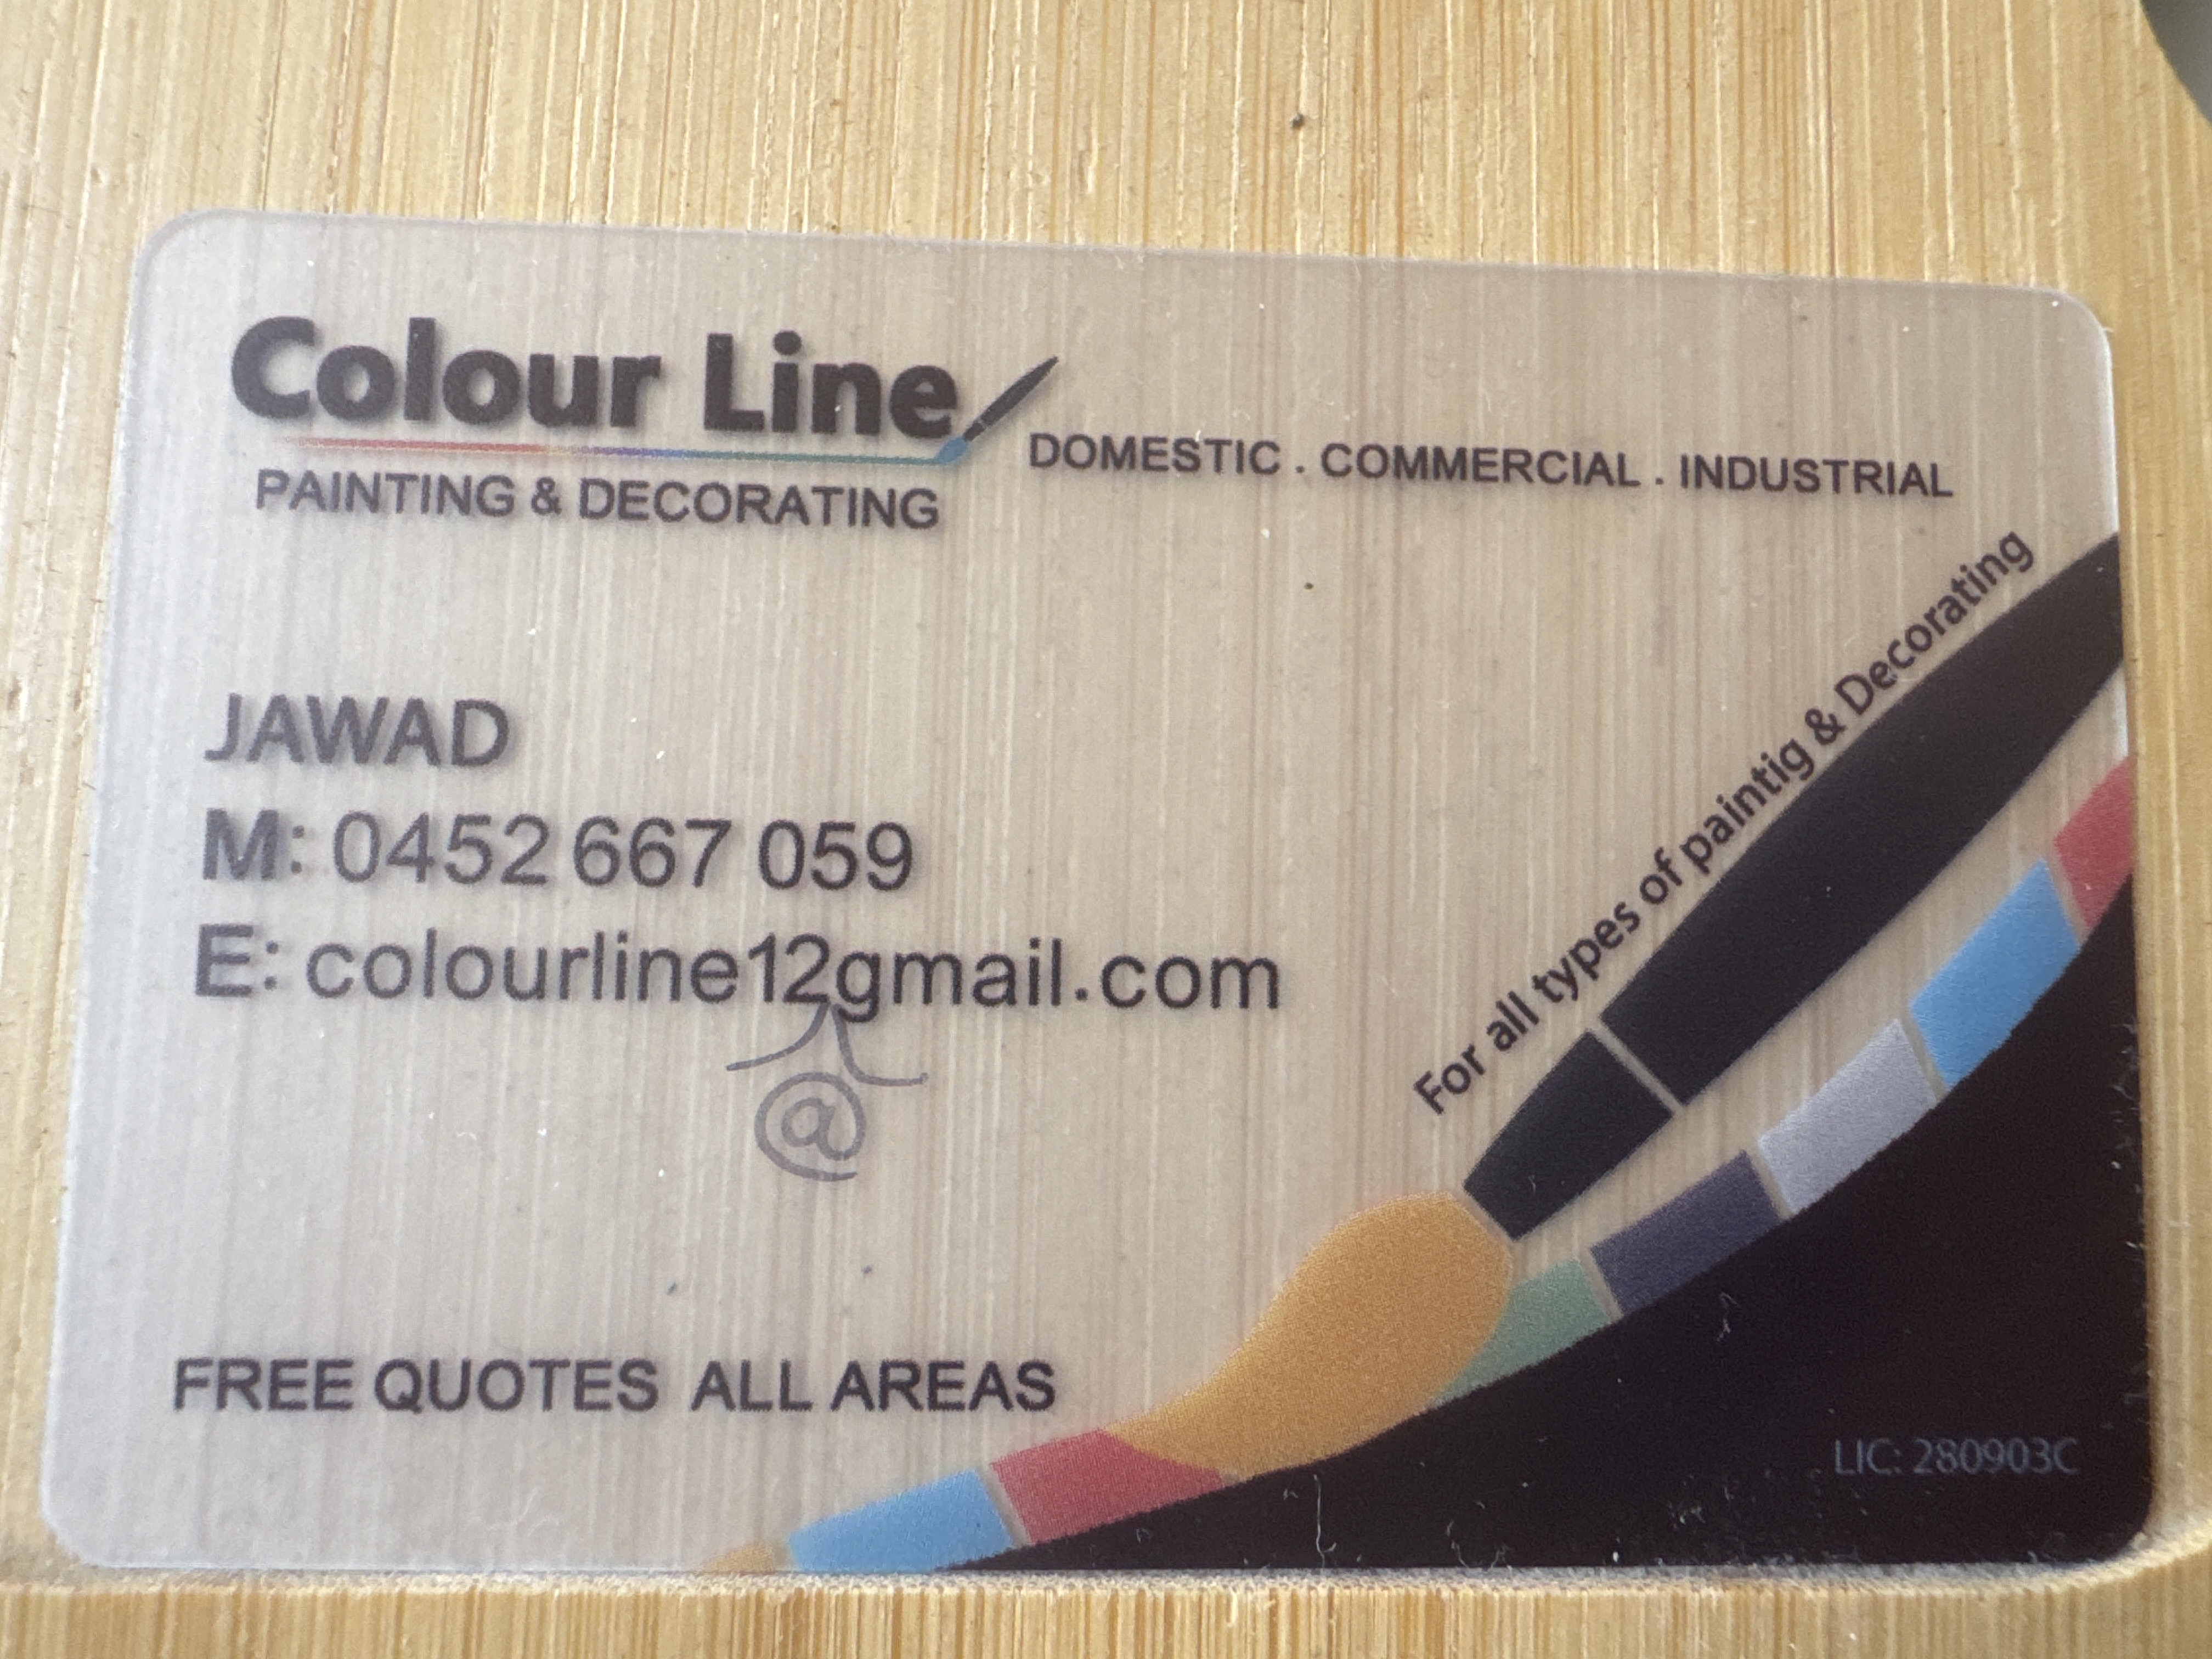 Colour Line
PAINTING & DECORATING
DOMESTIC . COMMERCIAL . INDUSTRIAL
For all types of paintig & Decorating
JAWAD
M: 0452 667 059
E: colourline12gmail.com
@
FREE QUOTES ALL AREAS
LIC: 280903C